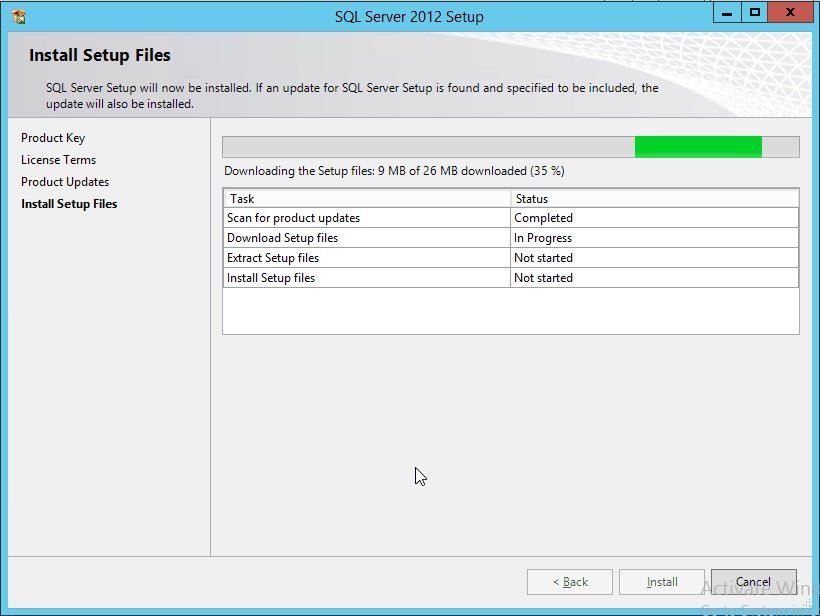 SQL Server 2012 Setup
Install Setup Files
SQL Server Setup will now be installed. If an update for SQL Server Setup is found and specified to be included, the
update will also be installed.
Product Key
License Terms
Product Updates
Install Setup Files
Downloading the Setup files: 9 MB of 26 MB downloaded (35 %)
Task Status
Scan for product updates Completed
Download Setup files In Progress
Extract Setup files Not started
Install Setup files Not started
< Back Install Cancel
Activate Win